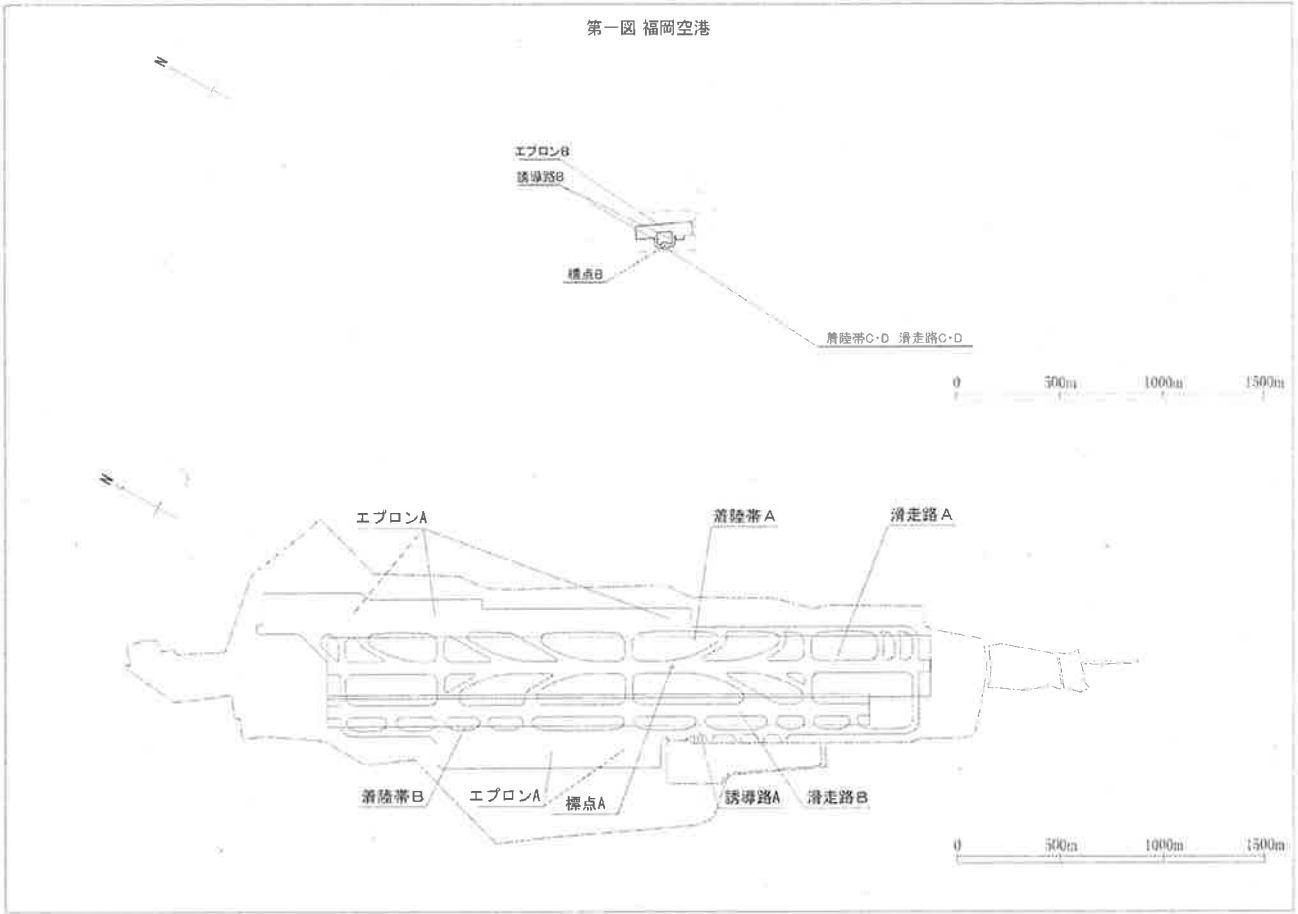 第一図 福岡空港
N
エプロンB
誘導路B
標点B
着陸帯C・D 滑走路C・D
0 500m 1000m 1500m
N
エプロンA
着陸帯A
滑走路A
着陸帯B
エプロンA
標点A
誘導路A
滑走路B
0 500m 1000m 1500m